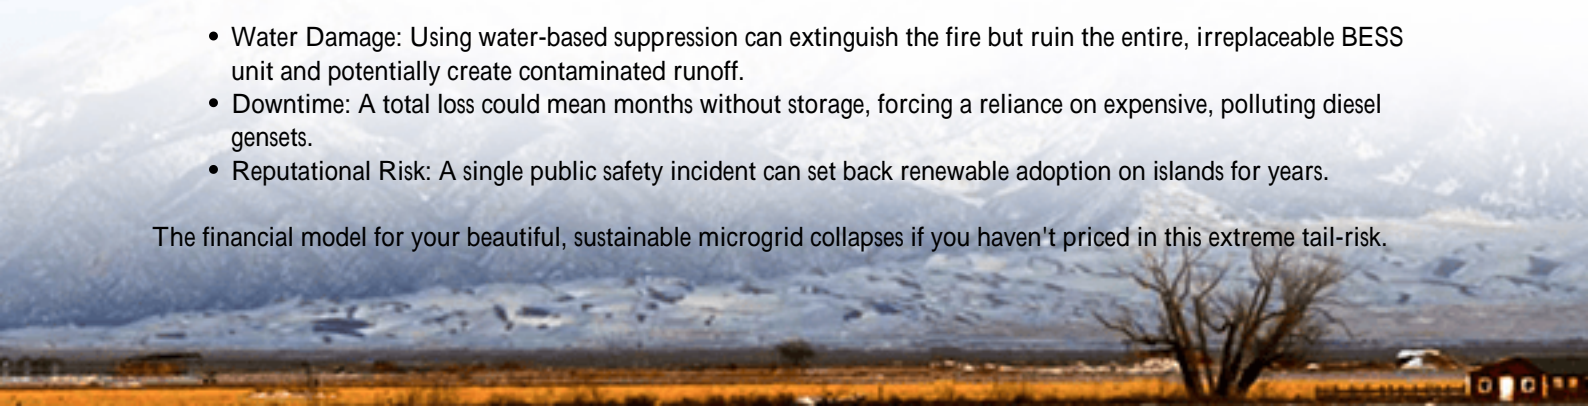 • Water Damage: Using water-based suppression can extinguish the fire but ruin the entire, irreplaceable BESS
unit and potentially create contaminated runoff.
• Downtime: A total loss could mean months without storage, forcing a reliance on expensive, polluting diesel
gensets.
• Reputational Risk: A single public safety incident can set back renewable adoption on islands for years.
The financial model for your beautiful, sustainable microgrid collapses if you haven't priced in this extreme tail-risk.